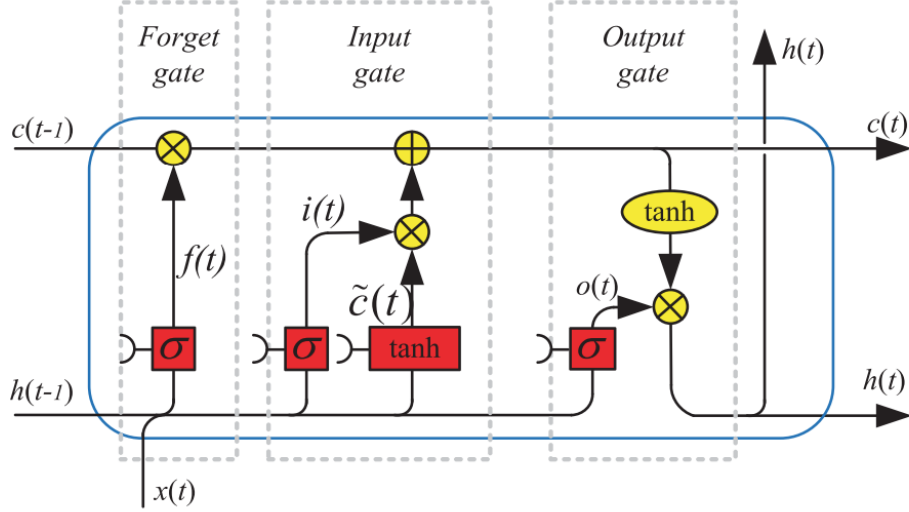 Forget
gate
Input
gate
Output
gate
h(t)
c(t-1)
c(t)
i(t)
tanh
f(t)
c̃(t)
o(t)
σ
σ
tanh
σ
h(t-1)
h(t)
x(t)